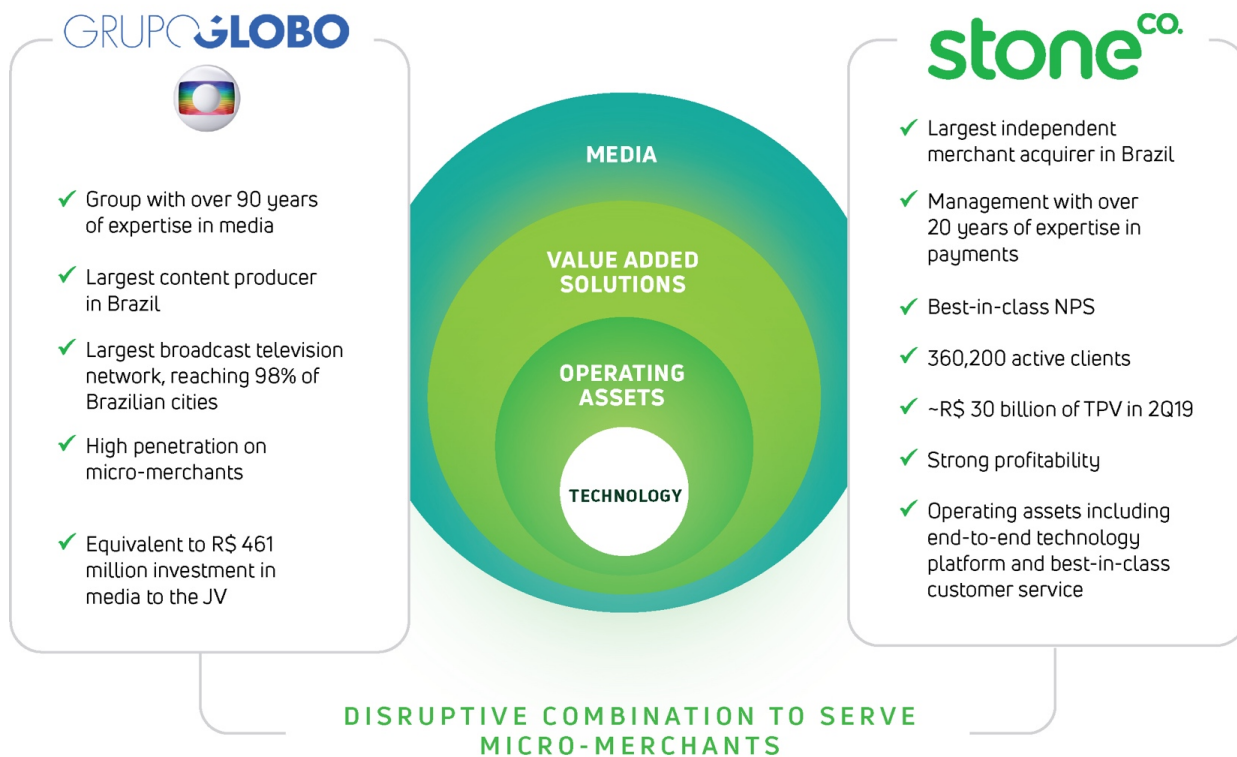 GRUPO GLOBO
Group with over 90 years
of expertise in media
Largest content producer
in Brazil
Largest broadcast television
network, reaching 98% of
Brazilian cities
High penetration on
micro-merchants
Equivalent to R$ 461
million investment in
media to the JV
MEDIA
VALUE ADDED
SOLUTIONS
OPERATING
ASSETS
TECHNOLOGY
stone CO.
Largest independent
merchant acquirer in Brazil
Management with over
20 years of expertise in
payments
Best-in-class NPS
360,200 active clients
~R$ 30 billion of TPV in 2Q19
Strong profitability
Operating assets including
end-to-end technology
platform and best-in-class
customer service
DISRUPTIVE COMBINATION TO SERVE
MICRO-MERCHANTS